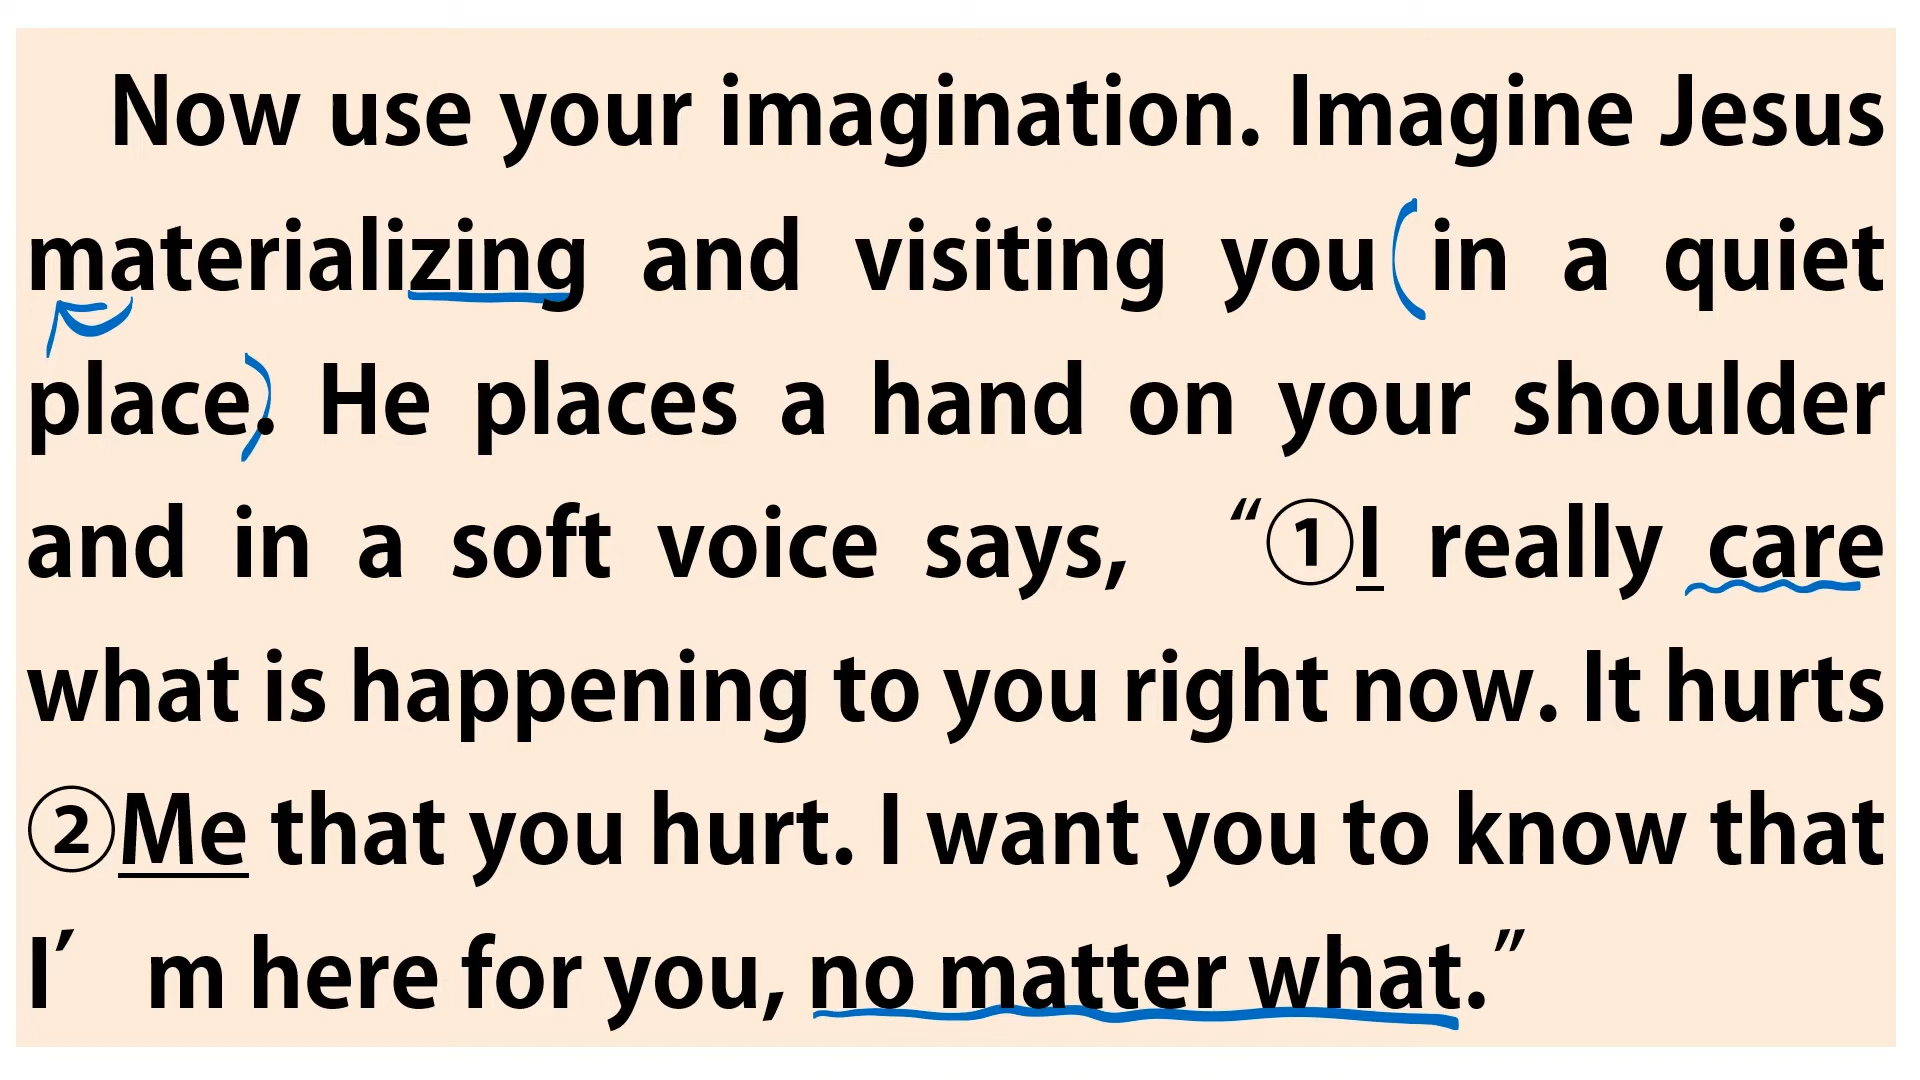 Now use your imagination. Imagine Jesus
materializing and visiting you (in a quiet
place). He places a hand on your shoulder
and in a soft voice says, “①I really care
what is happening to you right now. It hurts
②Me that you hurt. I want you to know that
I′ m here for you, no matter what.”